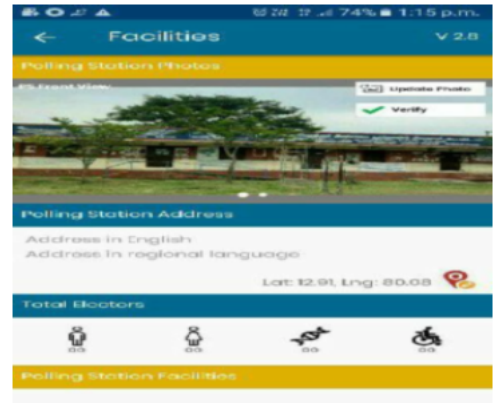 74% 1:15 p.m.
← Facilities V 2.8
Polling Station Photos
PS Front View
Update Photo
Verify
Polling Station Address
Address in English
Address in regional language
Lat: 12.91, Lng: 80.08
Total Electors
Polling Station Facilities